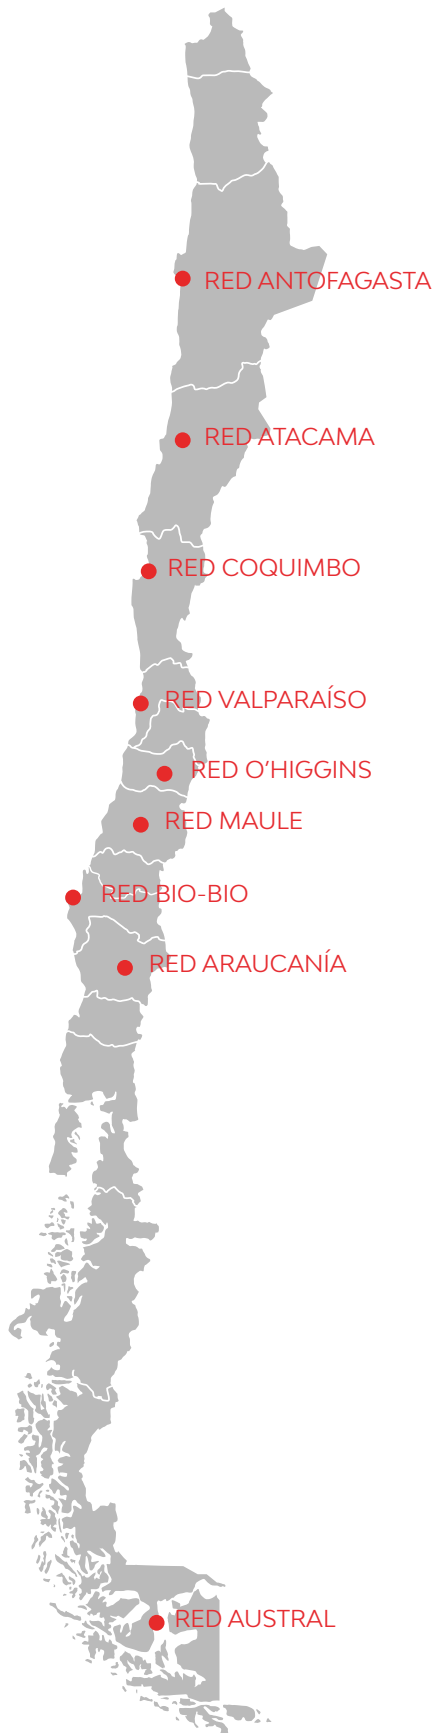 RED ANTOFAGASTA
RED ATACAMA
RED COQUIMBO
RED VALPARAÍSO
RED O’HIGGINS
RED MAULE
RED BIO-BIO
RED ARAUCANÍA
RED AUSTRAL